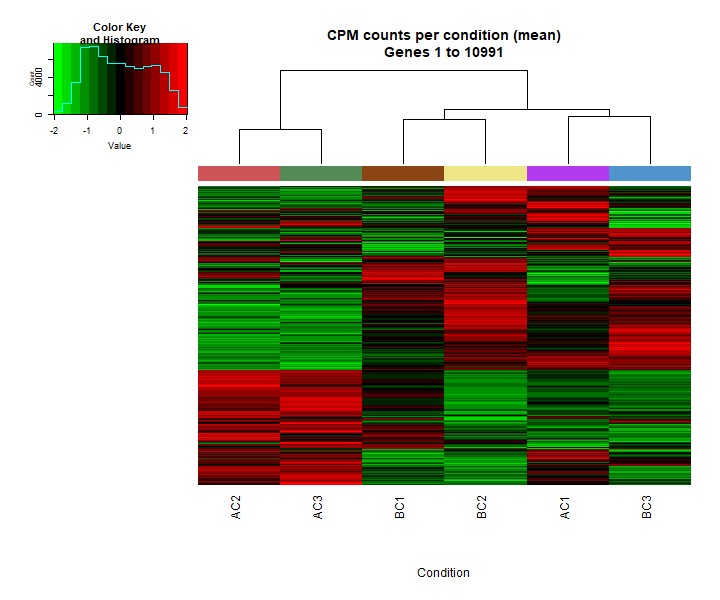 Color Key
and Histogram
Count
0
4000
-2
-1
0
1
2
Value
CPM counts per condition (mean)
Genes 1 to 10991
AC2
AC3
BC1
BC2
AC1
BC3
Condition